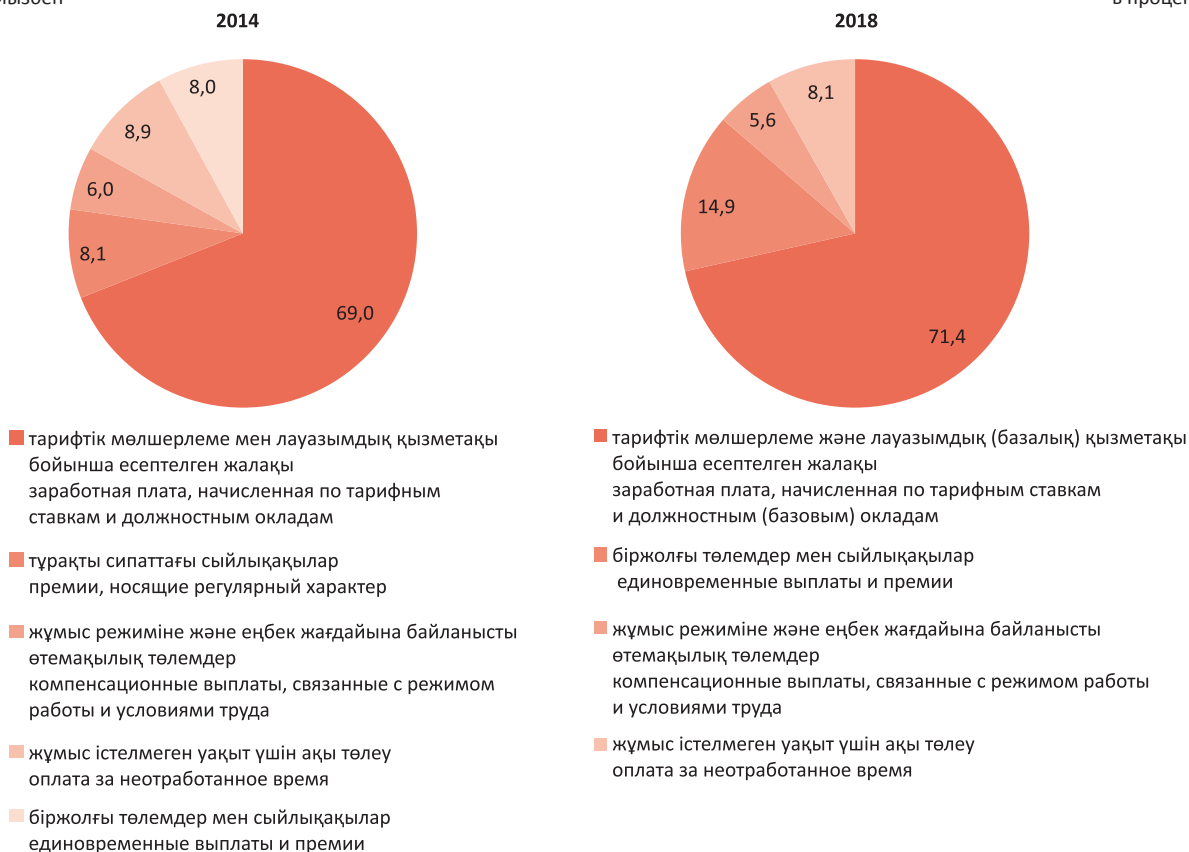 2014
8,0
8,9
6,0
8,1
69,0
тарифтік мөлшерлеме мен лауазымдық қызметақы
бойынша есептелген жалақы
заработная плата, начисленная по тарифным
ставкам и должностным окладам
тұрақты сипаттағы сыйлықақылар
премии, носящие регулярный характер
жұмыс режиміне және еңбек жағдайына байланысты
өтемақылық төлемдер
компенсационные выплаты, связанные с режимом
работы и условиями труда
жұмыс істелмеген уақыт үшін ақы төлеу
оплата за неотработанное время
біржолғы төлемдер мен сыйлықақылар
единовременные выплаты и премии
2018
8,1
5,6
14,9
71,4
тарифтік мөлшерлеме және лауазымдық (базалық) қызметақы
бойынша есептелген жалақы
заработная плата, начисленная по тарифным ставкам
и должностным (базовым) окладам
біржолғы төлемдер мен сыйлықақылар
единовременные выплаты и премии
жұмыс режиміне және еңбек жағдайына байланысты
өтемақылық төлемдер
компенсационные выплаты, связанные с режимом работы
и условиями труда
жұмыс істелмеген уақыт үшін ақы төлеу
оплата за неотработанное время